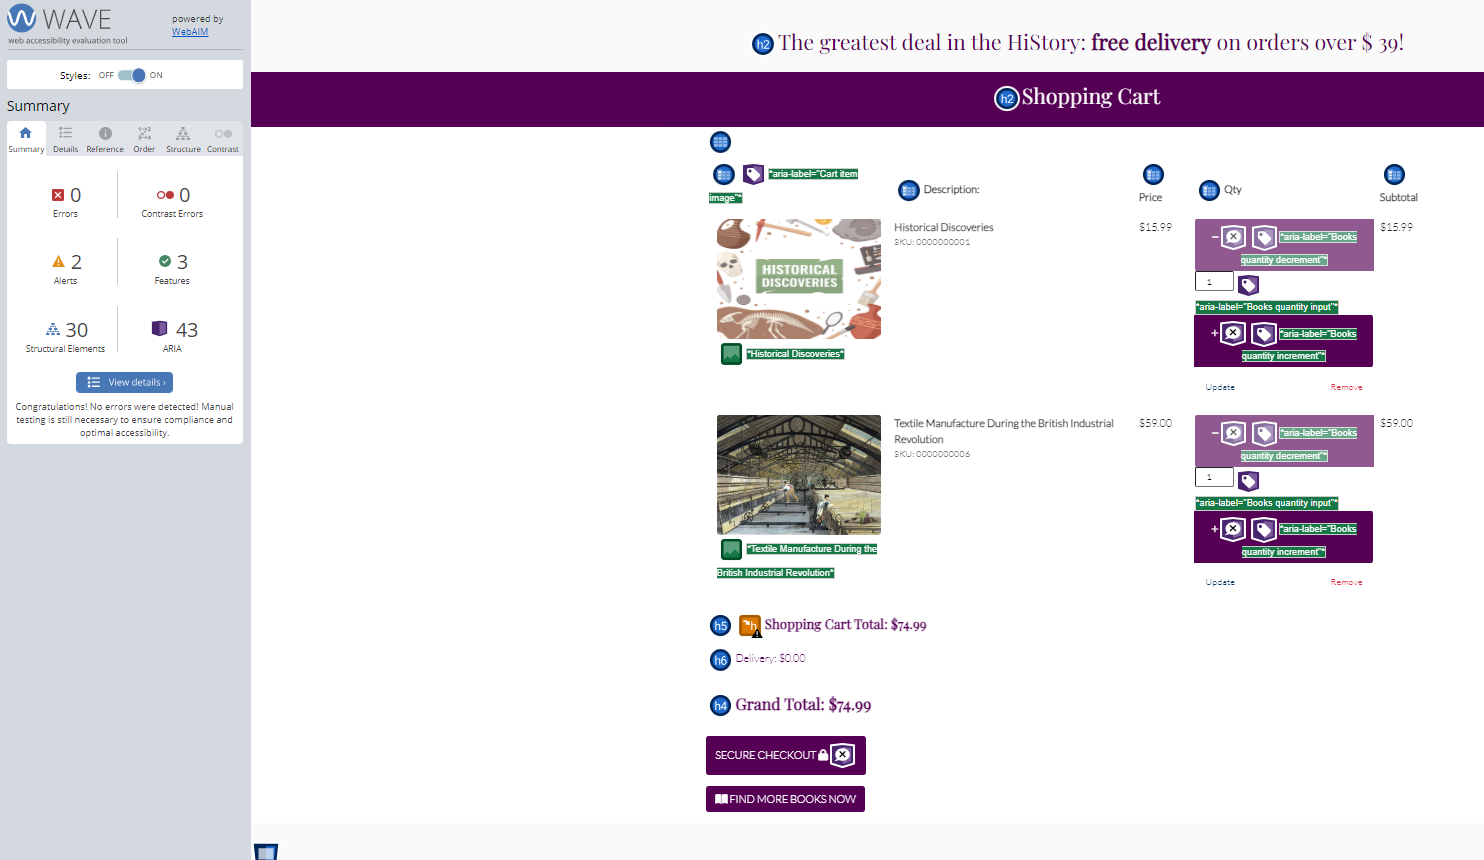 WAVE
web accessibility evaluation tool
powered by
WebAIM
Styles: OFF ON
Summary
Summary Details Reference Order Structure Contrast
0
Errors
0
Contrast Errors
2
Alerts
3
Features
30
Structural Elements
43
ARIA
View details ›
Congratulations! No errors were detected! Manual
testing is still necessary to ensure compliance and
optimal accessibility.
h2 The greatest deal in the HiStory: free delivery on orders over $ 39!
h2 Shopping Cart
*aria-label="Cart item
image"*
Description:
Price
Qty
Subtotal
HISTORICAL
DISCOVERIES
*Historical Discoveries*
Historical Discoveries
SKU: 0000000001
$15.99
− *aria-label="Books
quantity decrement"*
1
*aria-label="Books quantity input"*
+ *aria-label="Books
quantity increment"*
Update Remove
$15.99
*Textile Manufacture During the
British Industrial Revolution*
Textile Manufacture During the British Industrial
Revolution
SKU: 0000000006
$59.00
− *aria-label="Books
quantity decrement"*
1
*aria-label="Books quantity input"*
+ *aria-label="Books
quantity increment"*
Update Remove
$59.00
h5 h Shopping Cart Total: $74.99
h6 Delivery: $0.00
h4 Grand Total: $74.99
SECURE CHECKOUT
FIND MORE BOOKS NOW